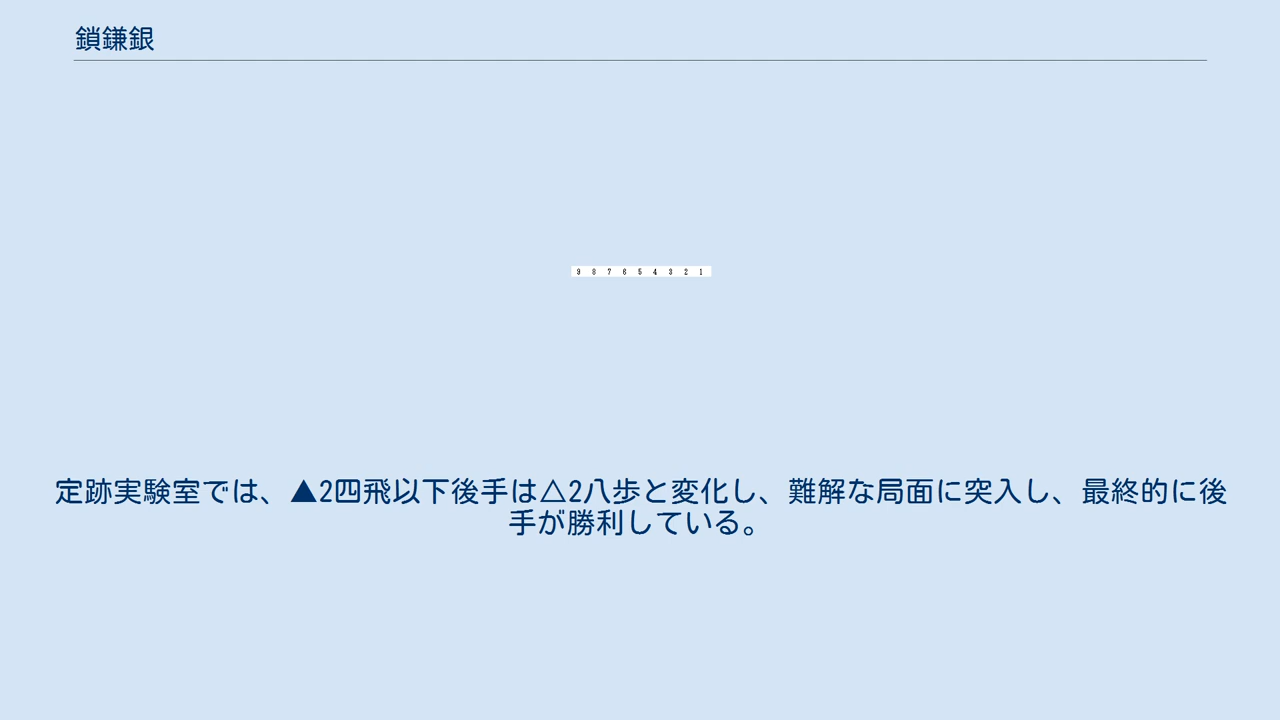 鎖鎌銀
9 8 7 6 5 4 3 2 1
定跡実験室では、▲2四飛以下後手は△2八歩と変化し、難解な局面に突入し、最終的に後
手が勝利している。